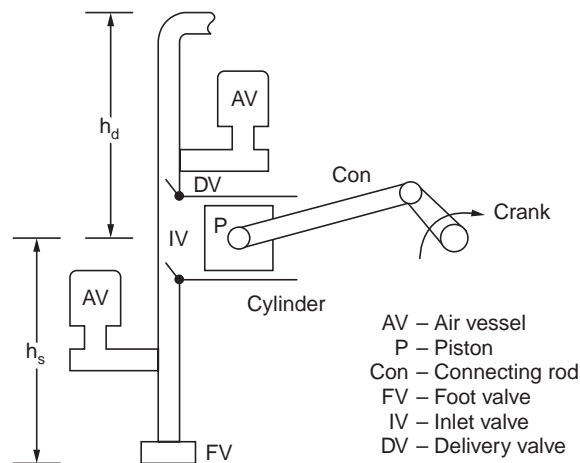 AV
h_d
DV
Con
P
Crank
IV
AV
Cylinder
h_s
FV
AV – Air vessel
P – Piston
Con – Connecting rod
FV – Foot valve
IV – Inlet valve
DV – Delivery valve